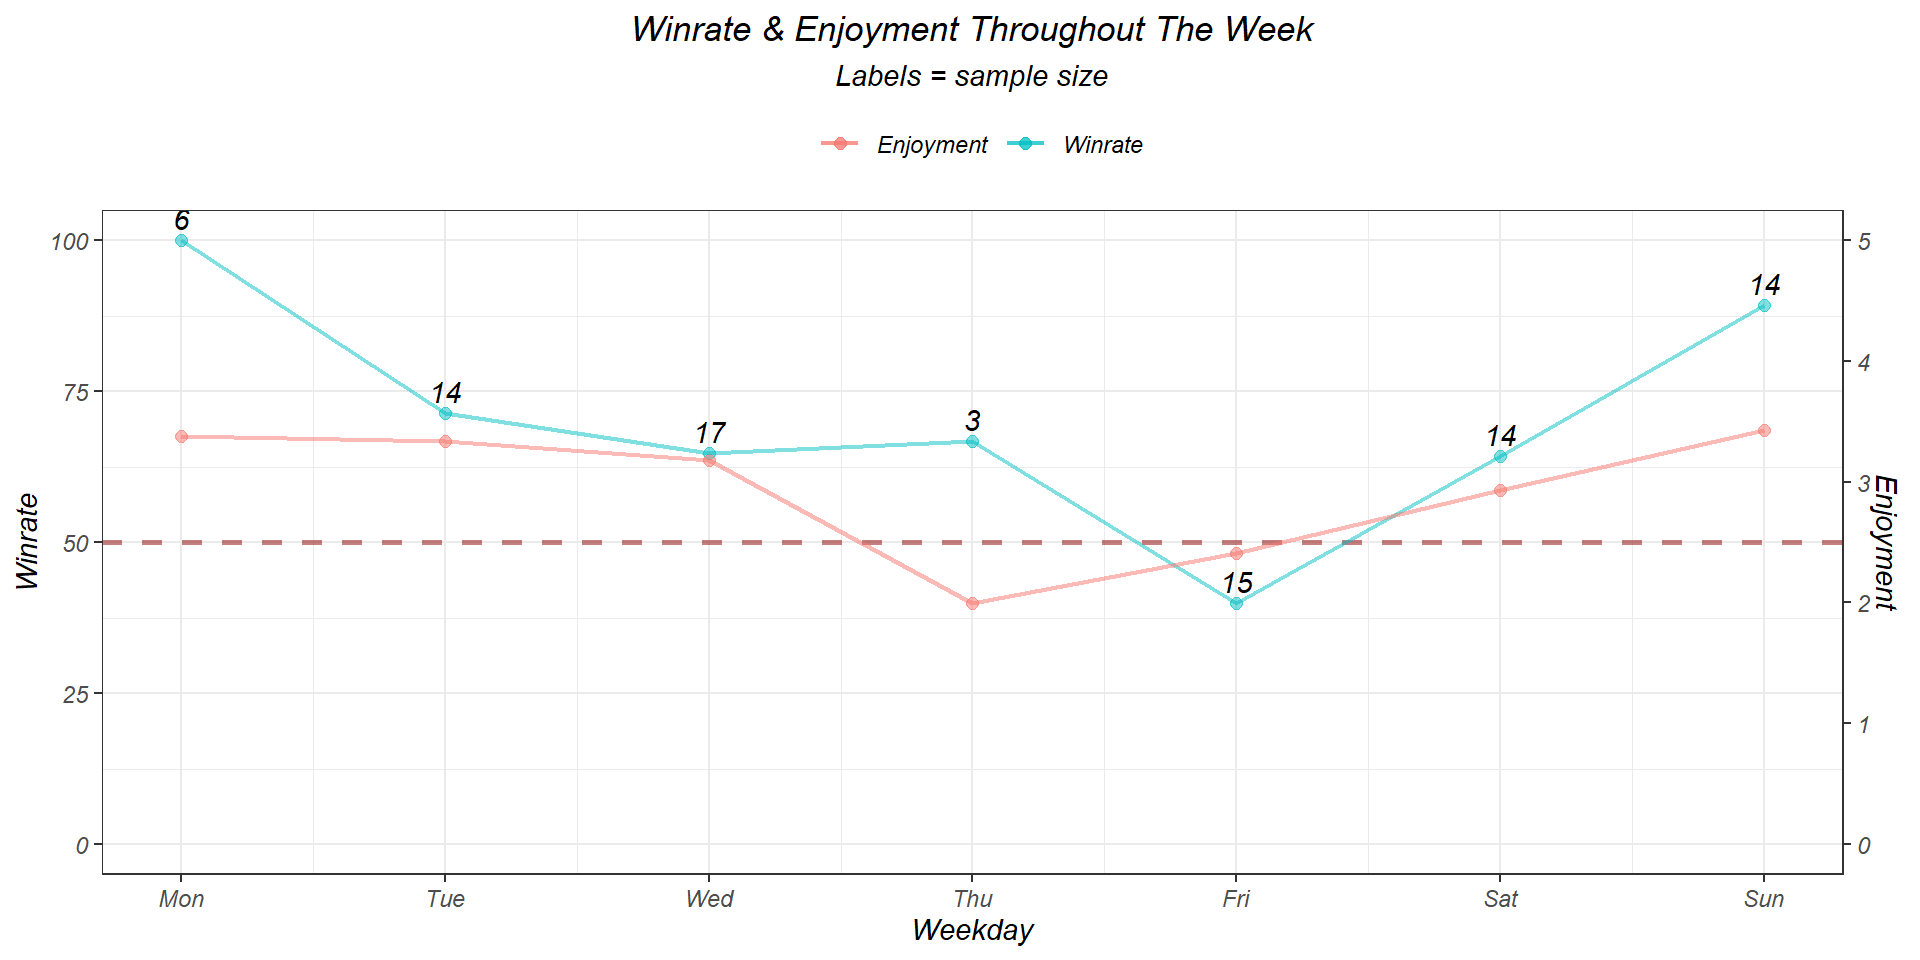 Winrate & Enjoyment Throughout The Week
Labels = sample size
Enjoyment Winrate
6
14
17
3
15
14
14
100
75
50
25
0
Winrate
5
4
3
2
1
0
Enjoyment
Mon Tue Wed Thu Fri Sat Sun
Weekday